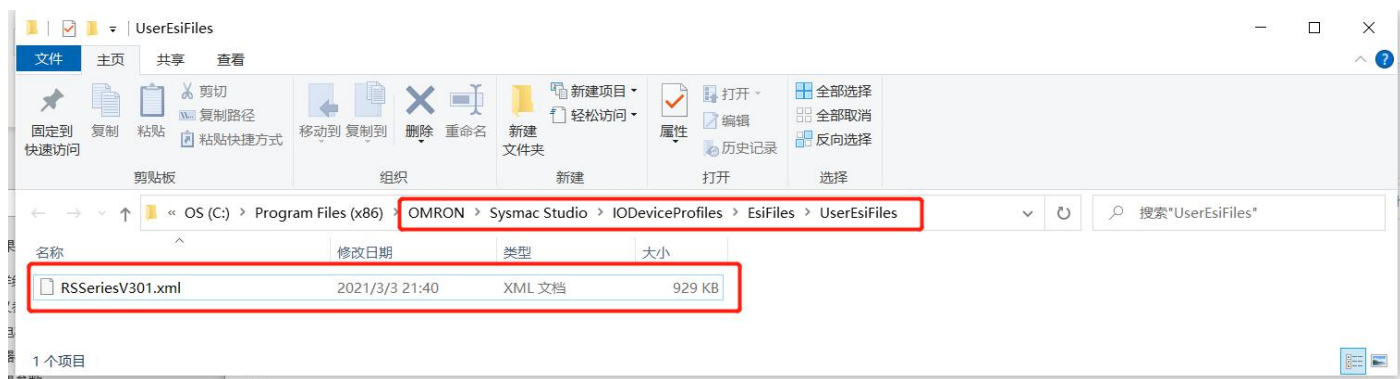 UserEsiFiles
文件 主页 共享 查看
固定到
快速访问
复制
粘贴
剪切
复制路径
粘贴快捷方式
剪贴板
移动到
复制到
删除
重命名
组织
新建
文件夹
新建项目
轻松访问
新建
属性
打开
编辑
历史记录
打开
全部选择
全部取消
反向选择
选择
« OS (C:) > Program Files (x86) > OMRON > Sysmac Studio > IODeviceProfiles > EsiFiles > UserEsiFiles
搜索"UserEsiFiles"
名称 修改日期 类型 大小
RSSeriesV301.xml 2021/3/3 21:40 XML 文档 929 KB
1 个项目